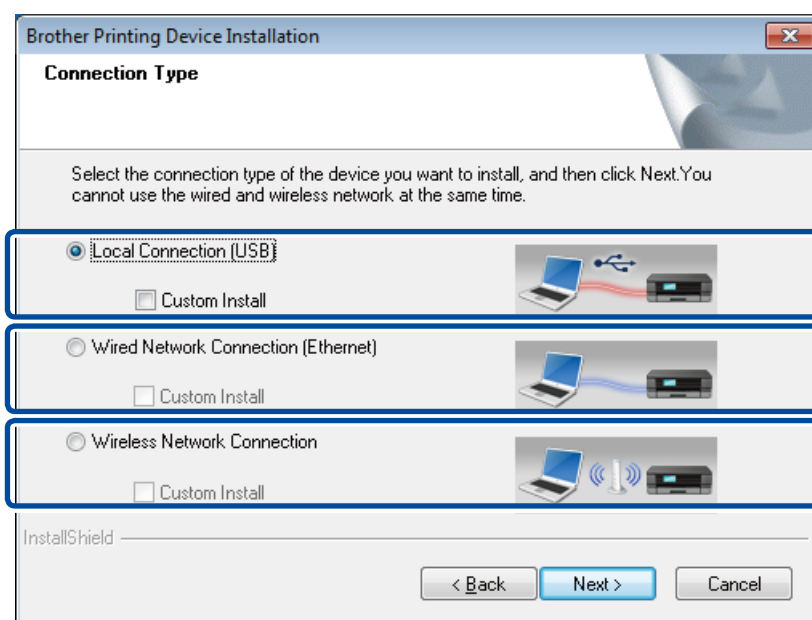 Brother Printing Device Installation
Connection Type
Select the connection type of the device you want to install, and then click Next.You
cannot use the wired and wireless network at the same time.
Local Connection (USB)
Custom Install
Wired Network Connection (Ethernet)
Custom Install
Wireless Network Connection
Custom Install
InstallShield
< Back Next > Cancel